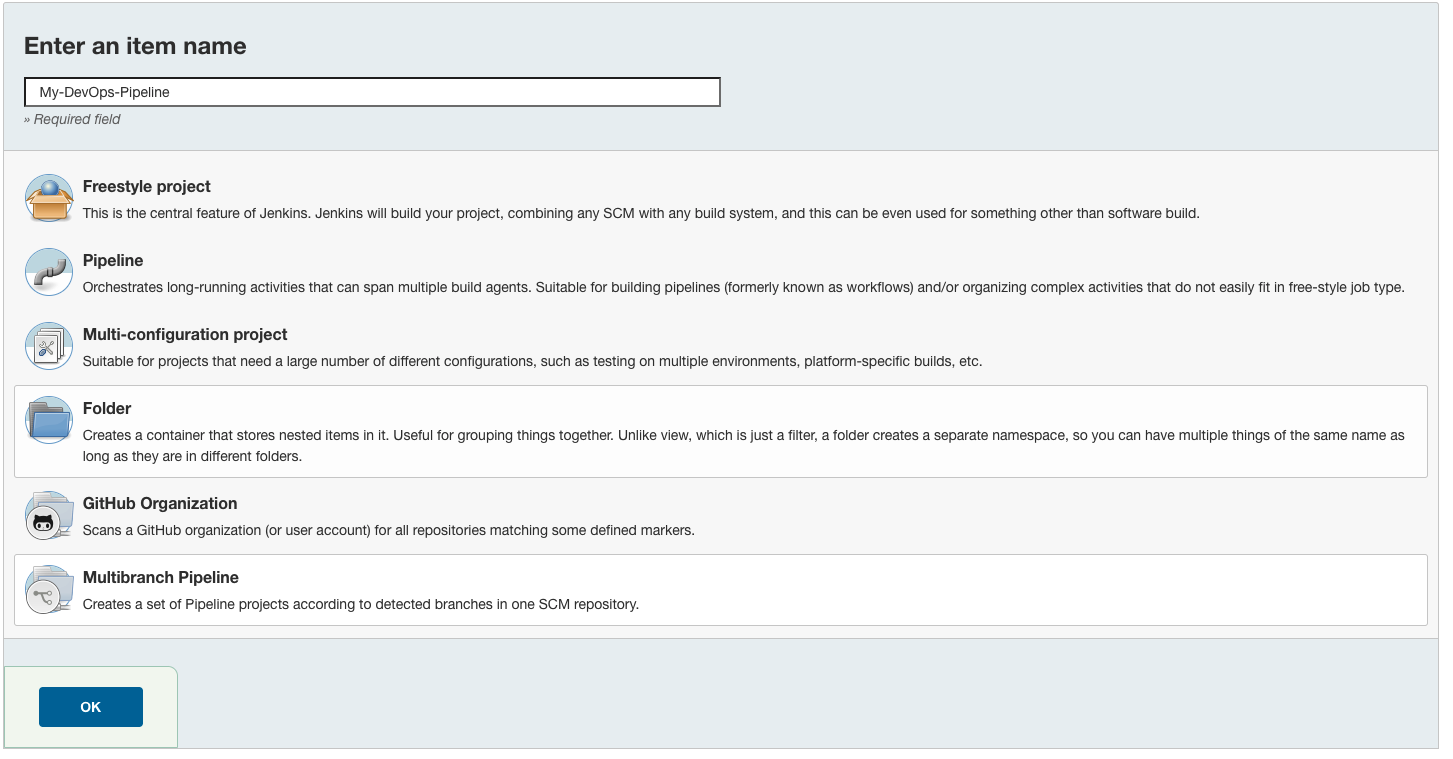 Enter an item name
My-DevOps-Pipeline
» Required field
Freestyle project
This is the central feature of Jenkins. Jenkins will build your project, combining any SCM with any build system, and this can be even used for something other than software build.
Pipeline
Orchestrates long-running activities that can span multiple build agents. Suitable for building pipelines (formerly known as workflows) and/or organizing complex activities that do not easily fit in free-style job type.
Multi-configuration project
Suitable for projects that need a large number of different configurations, such as testing on multiple environments, platform-specific builds, etc.
Folder
Creates a container that stores nested items in it. Useful for grouping things together. Unlike view, which is just a filter, a folder creates a separate namespace, so you can have multiple things of the same name as
long as they are in different folders.
GitHub Organization
Scans a GitHub organization (or user account) for all repositories matching some defined markers.
Multibranch Pipeline
Creates a set of Pipeline projects according to detected branches in one SCM repository.
OK